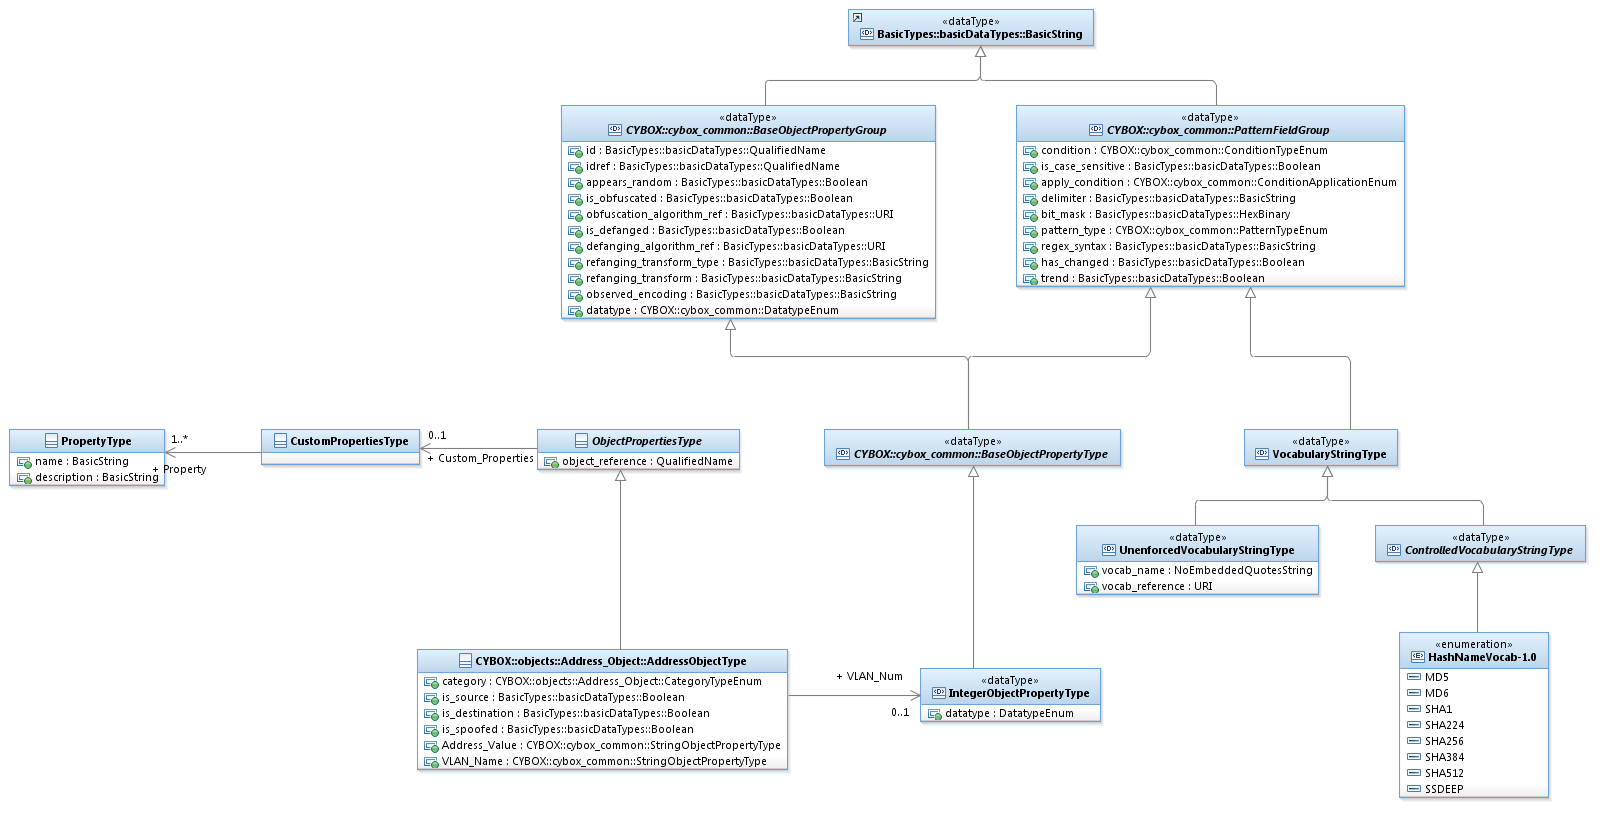 «dataType»
BasicTypes::basicDataTypes::BasicString
«dataType»
CYBOX::cybox_common::BaseObjectPropertyGroup
id : BasicTypes::basicDataTypes::QualifiedName
idref : BasicTypes::basicDataTypes::QualifiedName
appears_random : BasicTypes::basicDataTypes::Boolean
is_obfuscated : BasicTypes::basicDataTypes::Boolean
obfuscation_algorithm_ref : BasicTypes::basicDataTypes::URI
is_defanged : BasicTypes::basicDataTypes::Boolean
defanging_algorithm_ref : BasicTypes::basicDataTypes::URI
refanging_transform_type : BasicTypes::basicDataTypes::BasicString
refanging_transform : BasicTypes::basicDataTypes::BasicString
observed_encoding : BasicTypes::basicDataTypes::BasicString
datatype : CYBOX::cybox_common::DatatypeEnum
«dataType»
CYBOX::cybox_common::PatternFieldGroup
condition : CYBOX::cybox_common::ConditionTypeEnum
is_case_sensitive : BasicTypes::basicDataTypes::Boolean
apply_condition : CYBOX::cybox_common::ConditionApplicationEnum
delimiter : BasicTypes::basicDataTypes::BasicString
bit_mask : BasicTypes::basicDataTypes::HexBinary
pattern_type : CYBOX::cybox_common::PatternTypeEnum
regex_syntax : BasicTypes::basicDataTypes::BasicString
has_changed : BasicTypes::basicDataTypes::Boolean
trend : BasicTypes::basicDataTypes::Boolean
PropertyType
name : BasicString
description : BasicString
1..*
+ Property
CustomPropertiesType
0..1
+ Custom_Properties
ObjectPropertiesType
object_reference : QualifiedName
«dataType»
CYBOX::cybox_common::BaseObjectPropertyType
«dataType»
VocabularyStringType
«dataType»
UnenforcedVocabularyStringType
vocab_name : NoEmbeddedQuotesString
vocab_reference : URI
«dataType»
ControlledVocabularyStringType
CYBOX::objects::Address_Object::AddressObjectType
category : CYBOX::objects::Address_Object::CategoryTypeEnum
is_source : BasicTypes::basicDataTypes::Boolean
is_destination : BasicTypes::basicDataTypes::Boolean
is_spoofed : BasicTypes::basicDataTypes::Boolean
Address_Value : CYBOX::cybox_common::StringObjectPropertyType
VLAN_Name : CYBOX::cybox_common::StringObjectPropertyType
+ VLAN_Num
0..1
«dataType»
IntegerObjectPropertyType
datatype : DatatypeEnum
«enumeration»
HashNameVocab-1.0
MD5
MD6
SHA1
SHA224
SHA256
SHA384
SHA512
SSDEEP